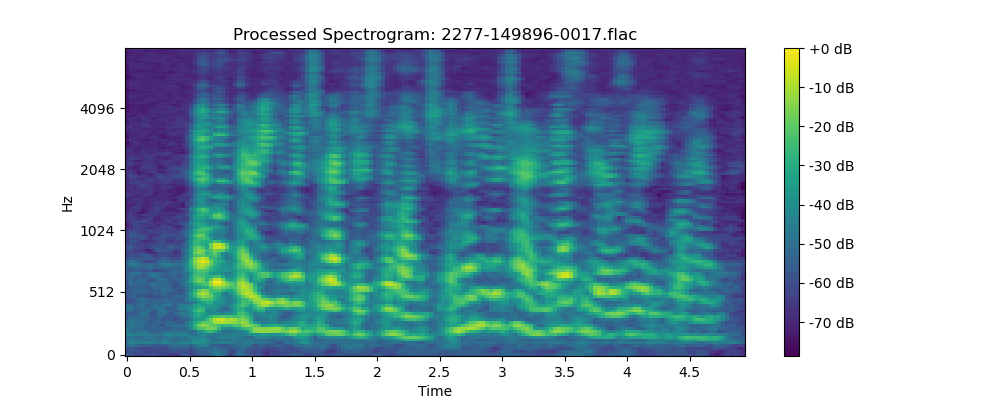 Processed Spectrogram: 2277-149896-0017.flac
Hz
4096
2048
1024
512
0
0 0.5 1 1.5 2 2.5 3 3.5 4 4.5
Time
+0 dB
-10 dB
-20 dB
-30 dB
-40 dB
-50 dB
-60 dB
-70 dB